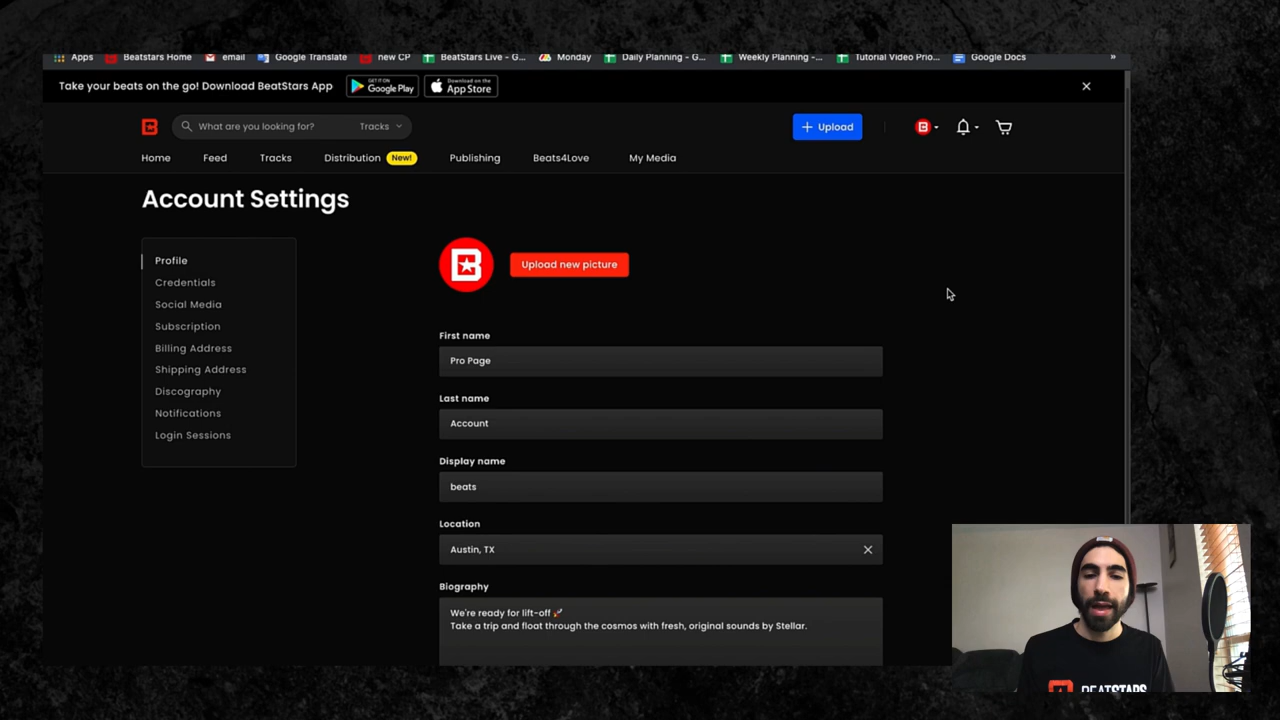 Apps Beatstars Home email Google Translate new CP BeatStars Live - G... Monday Daily Planning - G... Weekly Planning -... Tutorial Video Prio... Google Docs »
Take your beats on the go! Download BeatStars App GET IT ON Google Play Download on the App Store
What are you looking for? Tracks + Upload
Home Feed Tracks Distribution New! Publishing Beats4Love My Media
Account Settings
Profile
Credentials
Social Media
Subscription
Billing Address
Shipping Address
Discography
Notifications
Login Sessions
Upload new picture
First name
Pro Page
Last name
Account
Display name
beats
Location
Austin, TX
Biography
We're ready for lift-off 🚀
Take a trip and float through the cosmos with fresh, original sounds by Stellar.
BEATSTARS